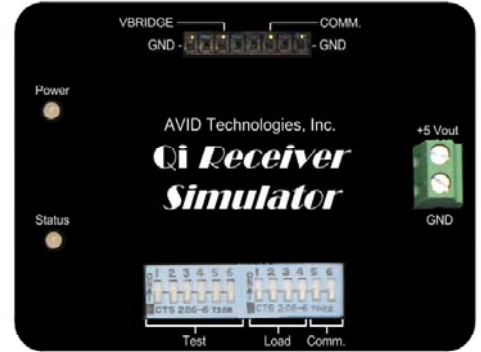 VBRIDGE COMM.
GND - - GND
Power
AVID Technologies, Inc.
+5 Vout
Qi Receiver
Simulator
GND
Status
1 2 3 4 5 6 1 2 3 4 5 6
CTS 206-6 CTS 206-6
Test Load Comm.